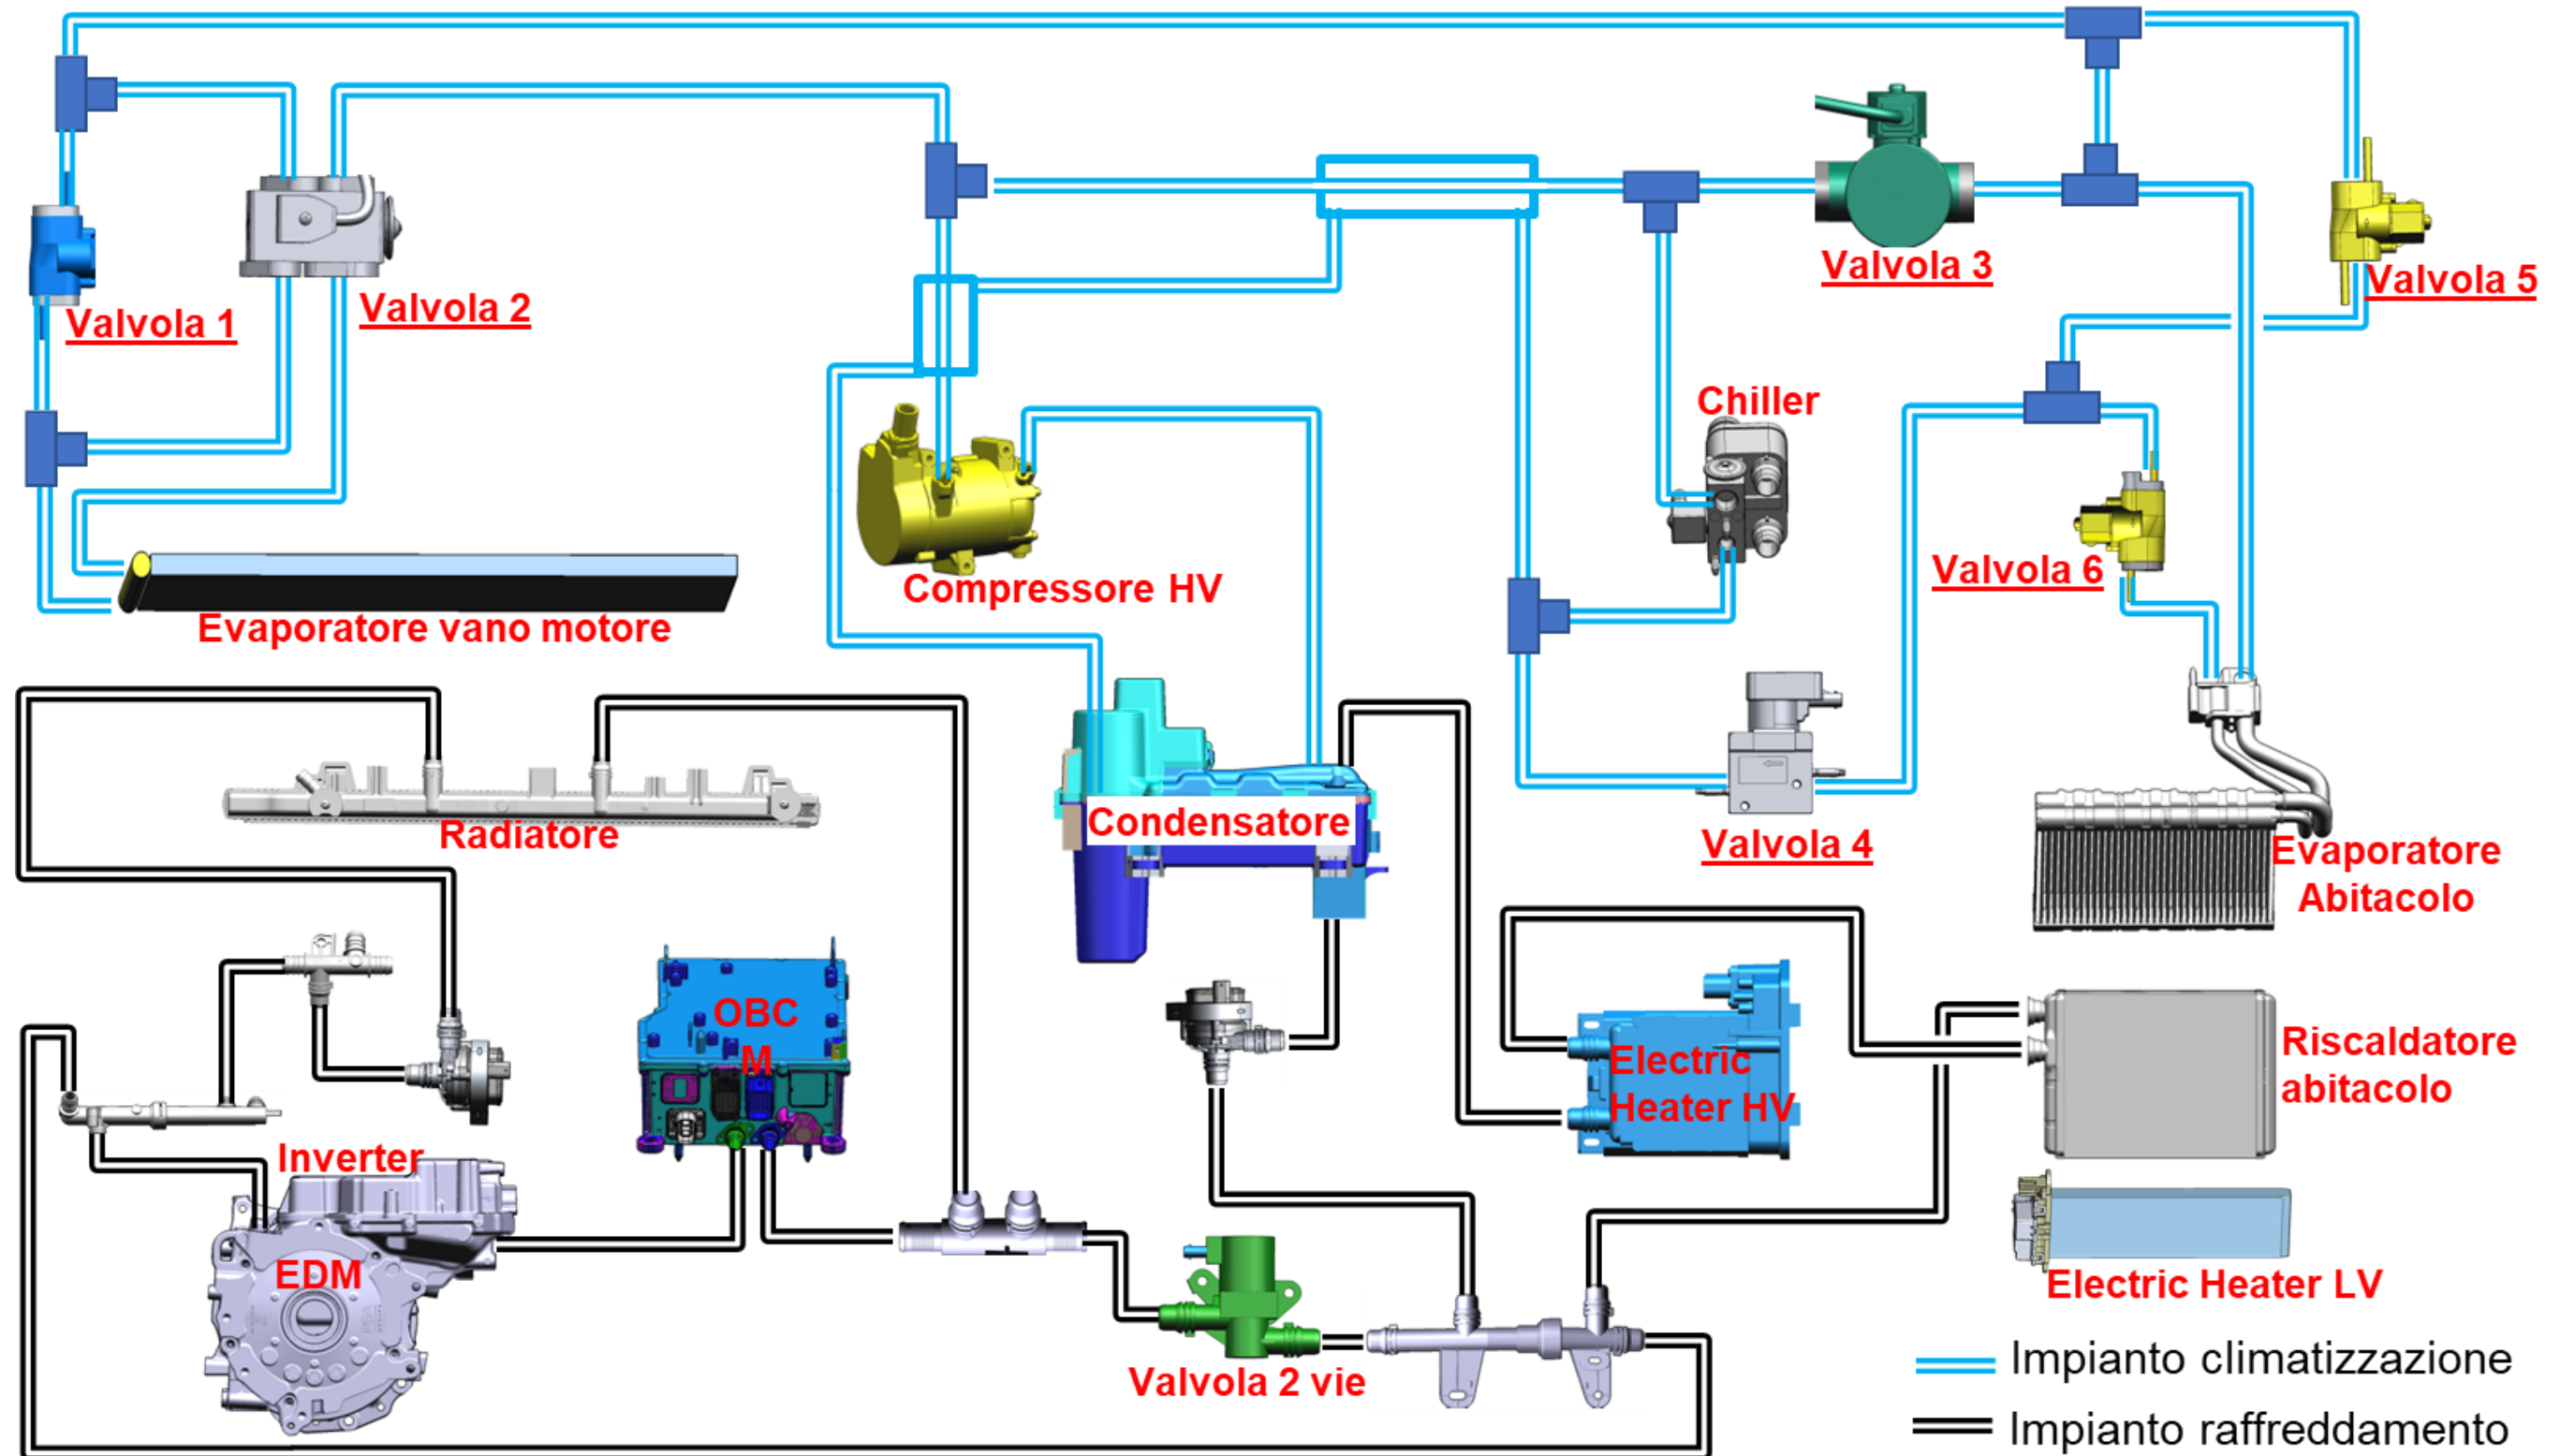 Valvola 3
Valvola 5
Valvola 1
Valvola 2
Chiller
Compressore HV
Valvola 6
Evaporatore vano motore
Condensatore
Radiatore
Valvola 4
Evaporatore
Abitacolo
OBC
M
Electric
Heater HV
Riscaldatore
abitacolo
Inverter
EDM
Electric Heater LV
Valvola 2 vie
Impianto climatizzazione
Impianto raffreddamento